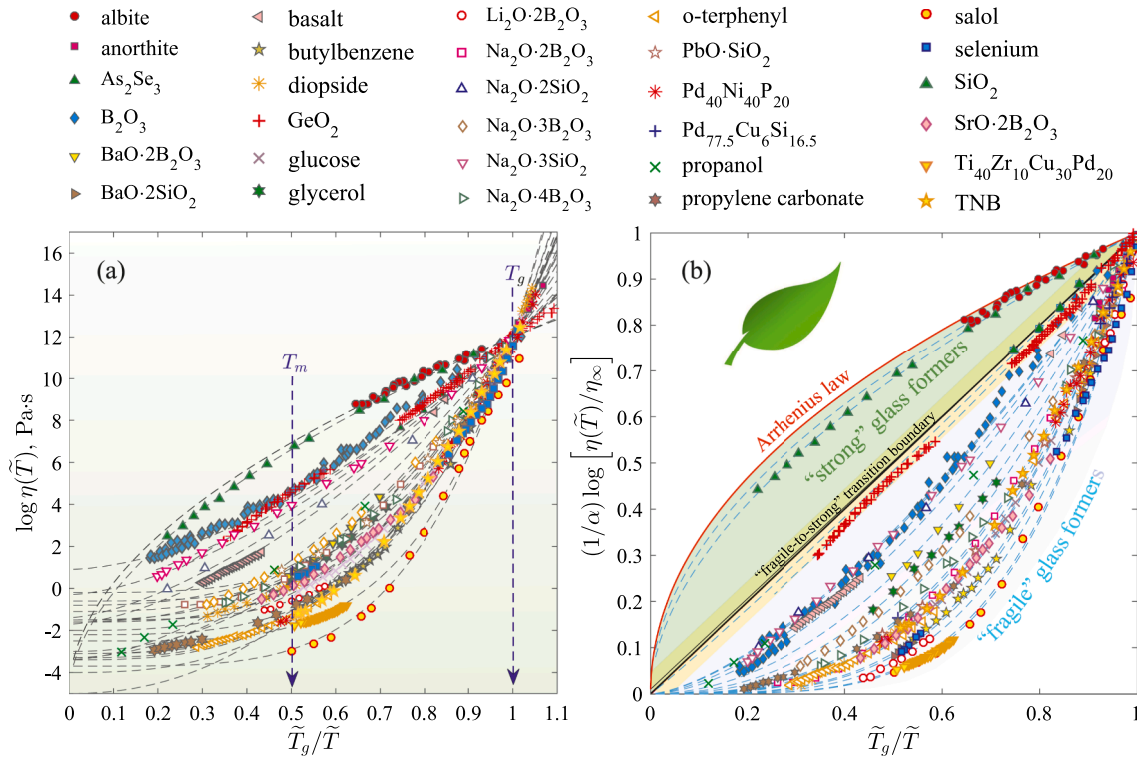 albite
anorthite
As₂Se₃
B₂O₃
BaO·2B₂O₃
BaO·2SiO₂
basalt
butylbenzene
diopside
GeO₂
glucose
glycerol
Li₂O·2B₂O₃
Na₂O·2B₂O₃
Na₂O·2SiO₂
Na₂O·3B₂O₃
Na₂O·3SiO₂
Na₂O·4B₂O₃
o-terphenyl
PbO·SiO₂
Pd₄₀Ni₄₀P₂₀
Pd₇₇.₅Cu₆Si₁₆.₅
propanol
propylene carbonate
salol
selenium
SiO₂
SrO·2B₂O₃
Ti₄₀Zr₁₀Cu₃₀Pd₂₀
TNB
(a)
T_g
T_m
log η(T̃), Pa·s
16
14
12
10
8
6
4
2
0
-2
-4
0 0.1 0.2 0.3 0.4 0.5 0.6 0.7 0.8 0.9 1 1.1
T̃_g/T̃
(b)
Arrhenius law
"strong" glass formers
"fragile-to-strong" transition boundary
"fragile" glass formers
(1/α) log [η(T̃)/η_∞]
1
0.9
0.8
0.7
0.6
0.5
0.4
0.3
0.2
0.1
0
0 0.2 0.4 0.6 0.8 1
T̃_g/T̃